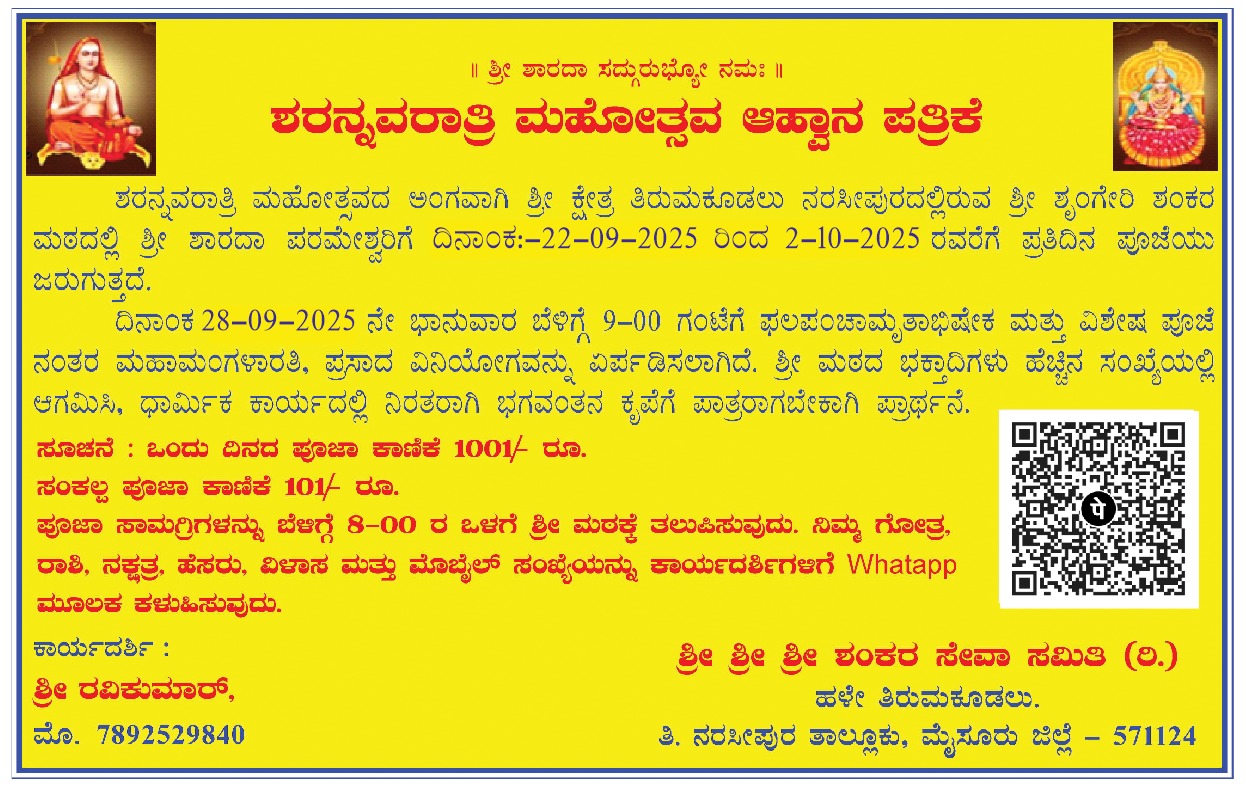 ॥ ಶ್ರೀ ಶಾರದಾ ಸದ್ಗುರುಭ್ಯೋ ನಮಃ ॥
ಶರನ್ನವರಾತ್ರಿ ಮಹೋತ್ಸವ ಆಹ್ವಾನ ಪತ್ರಿಕೆ
ಶರನ್ನವರಾತ್ರಿ ಮಹೋತ್ಸವದ ಅಂಗವಾಗಿ ಶ್ರೀ ಕ್ಷೇತ್ರ ತಿರುಮಕೂಡಲು ನರಸೀಪುರದಲ್ಲಿರುವ ಶ್ರೀ ಶೃಂಗೇರಿ ಶಂಕರ
ಮಠದಲ್ಲಿ ಶ್ರೀ ಶಾರದಾ ಪರಮೇಶ್ವರಿಗೆ ದಿನಾಂಕ:-22-09-2025 ರಿಂದ 2-10-2025 ರವರೆಗೆ ಪ್ರತಿದಿನ ಪೂಜೆಯು
ಜರುಗುತ್ತದೆ.
ದಿನಾಂಕ 28-09-2025 ನೇ ಭಾನುವಾರ ಬೆಳಿಗ್ಗೆ 9-00 ಗಂಟೆಗೆ ಫಲಪಂಚಾಮೃತಾಭಿಷೇಕ ಮತ್ತು ವಿಶೇಷ ಪೂಜೆ
ನಂತರ ಮಹಾಮಂಗಳಾರತಿ, ಪ್ರಸಾದ ವಿನಿಯೋಗವನ್ನು ಏರ್ಪಡಿಸಲಾಗಿದೆ. ಶ್ರೀ ಮಠದ ಭಕ್ತಾದಿಗಳು ಹೆಚ್ಚಿನ ಸಂಖ್ಯೆಯಲ್ಲಿ
ಆಗಮಿಸಿ, ಧಾರ್ಮಿಕ ಕಾರ್ಯದಲ್ಲಿ ನಿರತರಾಗಿ ಭಗವಂತನ ಕೃಪೆಗೆ ಪಾತ್ರರಾಗಬೇಕಾಗಿ ಪ್ರಾರ್ಥನೆ.
ಸೂಚನೆ : ಒಂದು ದಿನದ ಪೂಜಾ ಕಾಣಿಕೆ 1001/- ರೂ.
ಸಂಕಲ್ಪ ಪೂಜಾ ಕಾಣಿಕೆ 101/- ರೂ.
ಪೂಜಾ ಸಾಮಗ್ರಿಗಳನ್ನು ಬೆಳಿಗ್ಗೆ 8-00 ರ ಒಳಗೆ ಶ್ರೀ ಮಠಕ್ಕೆ ತಲುಪಿಸುವುದು. ನಿಮ್ಮ ಗೋತ್ರ,
ರಾಶಿ, ನಕ್ಷತ್ರ, ಹೆಸರು, ವಿಳಾಸ ಮತ್ತು ಮೊಬೈಲ್ ಸಂಖ್ಯೆಯನ್ನು ಕಾರ್ಯದರ್ಶಿಗಳಿಗೆ Whatapp
ಮೂಲಕ ಕಳುಹಿಸುವುದು.
ಕಾರ್ಯದರ್ಶಿ :
ಶ್ರೀ ರವಿಕುಮಾರ್,
ಮೊ. 7892529840
ಶ್ರೀ ಶ್ರೀ ಶ್ರೀ ಶಂಕರ ಸೇವಾ ಸಮಿತಿ (ರಿ.)
ಹಳೇ ತಿರುಮಕೂಡಲು.
ತಿ. ನರಸೀಪುರ ತಾಲ್ಲೂಕು, ಮೈಸೂರು ಜಿಲ್ಲೆ - 571124
पे